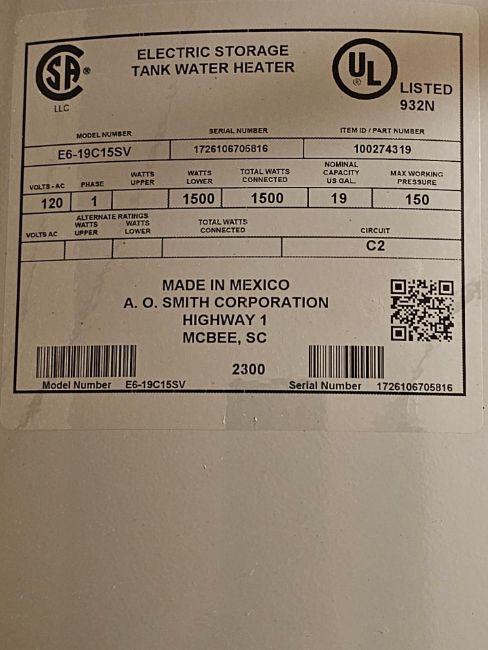 CSA ®
LLC
ELECTRIC STORAGE
TANK WATER HEATER
UL ®
LISTED
932N
MODEL NUMBER SERIAL NUMBER ITEM ID / PART NUMBER
E6-19C15SV 1726106705816 100274319
VOLTS - AC PHASE WATTS UPPER WATTS LOWER TOTAL WATTS CONNECTED NOMINAL CAPACITY US GAL. MAX WORKING PRESSURE
120 1 1500 1500 19 150
ALTERNATE RATINGS
VOLTS AC WATTS UPPER WATTS LOWER TOTAL WATTS CONNECTED CIRCUIT
C2
MADE IN MEXICO
A. O. SMITH CORPORATION
HIGHWAY 1
MCBEE, SC
2300
Model Number E6-19C15SV Serial Number 1726106705816